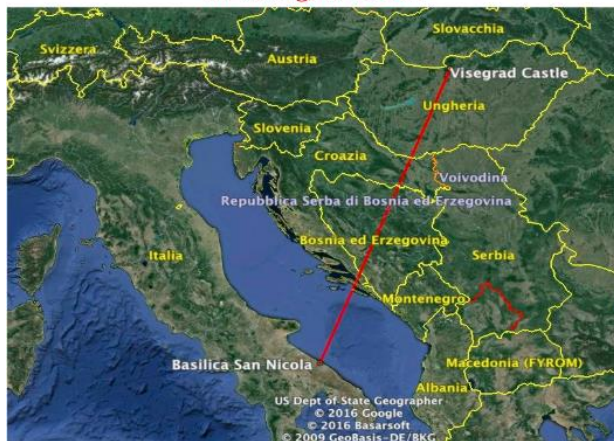 Slovacchia
Svizzera
Austria
Visegrad Castle
Ungheria
Slovenia
Croazia
Voivodina
Repubblica Serba di Bosnia ed Erzegovina
Bosnia ed Erzegovina
Italia
Serbia
Montenegro
Basilica San Nicola
Macedonia (FYROM)
Albania
US Dept of State Geographer
© 2016 Google
© 2016 Basarsoft
© 2009 GeoBasis-DE/BKG